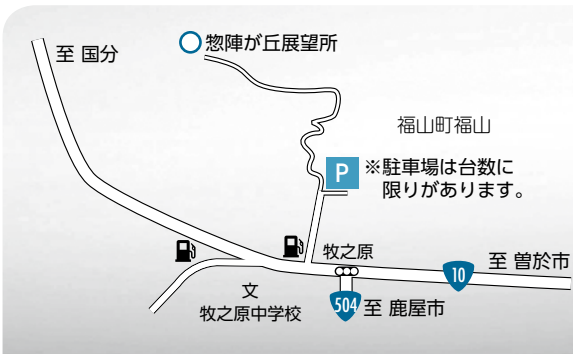 至 国分
惣陣が丘展望所
福山町福山
P
※駐車場は台数に
限りがあります。
牧之原
至 曽於市
10
文
牧之原中学校
504
至 鹿屋市